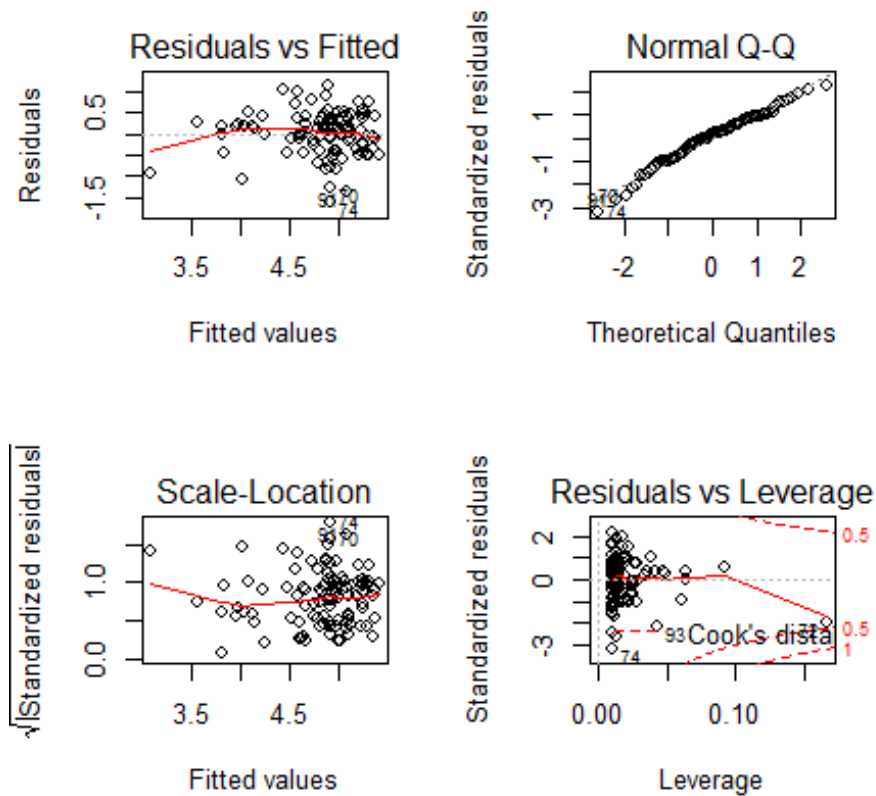 Residuals vs Fitted
Residuals
0.5
-1.5
70
74
3.5 4.5
Fitted values
Normal Q-Q
Standardized residuals
1
-1
-3
74
-2 0 1 2
Theoretical Quantiles
Scale-Location
√|Standardized residuals|
1.0
0.0
74
70
3.5 4.5
Fitted values
Residuals vs Leverage
Standardized residuals
2
0
-3
0.5
0.5
1
93
Cook's dista
74
0.00 0.10
Leverage